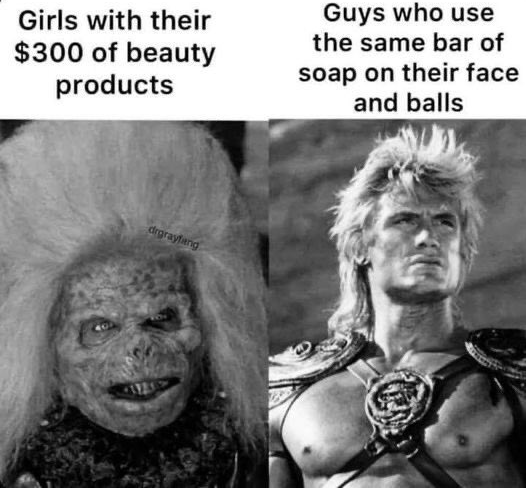 Girls with their
$300 of beauty
products
Guys who use
the same bar of
soap on their face
and balls
drgrayfang